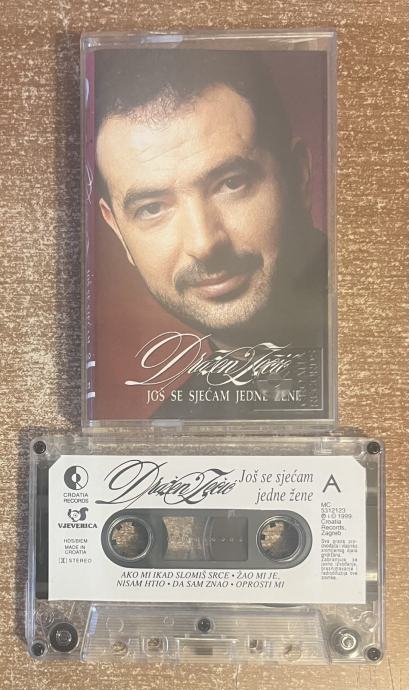 Dražen Zečić
JOŠ SE SJEĆAM JEDNE ŽENE
CROATIA
RECORDS
VJEVERICA
HDS/BIEM
MADE IN
CROATIA
STEREO
Dražen Zečić
Još se sjećam
jedne žene
A
MC
5312123
℗ i © 1999.
Croatia
Records,
Zagreb
AKO MI IKAD SLOMIŠ SRCE • ŽAO MI JE,
NISAM HTIO • DA SAM ZNAO • OPROSTI MI